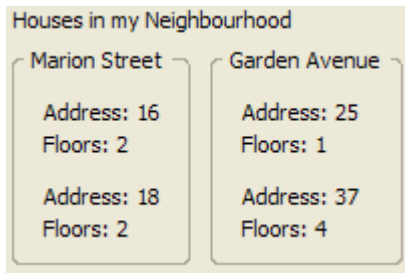 Houses in my Neighbourhood
Marion Street
Address: 16
Floors: 2
Address: 18
Floors: 2
Garden Avenue
Address: 25
Floors: 1
Address: 37
Floors: 4